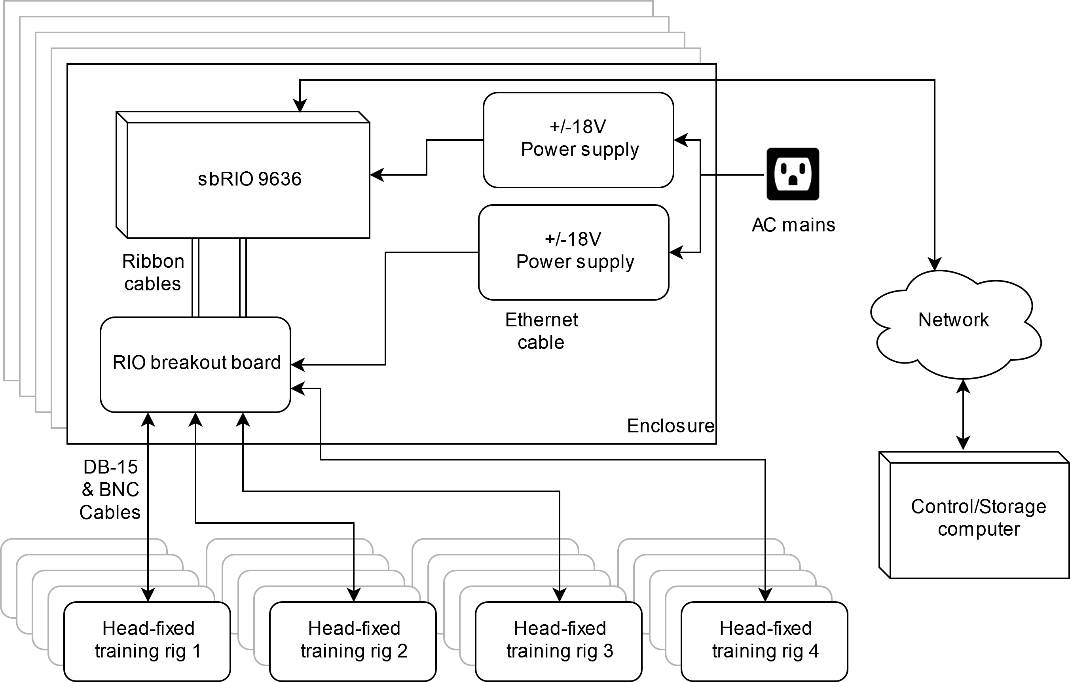 +/-18V
Power supply
sbRIO 9636
AC mains
+/-18V
Power supply
Ribbon
cables
Ethernet
cable
Network
RIO breakout board
Enclosure
DB-15
& BNC
Cables
Control/Storage
computer
Head-fixed
training rig 1
Head-fixed
training rig 2
Head-fixed
training rig 3
Head-fixed
training rig 4